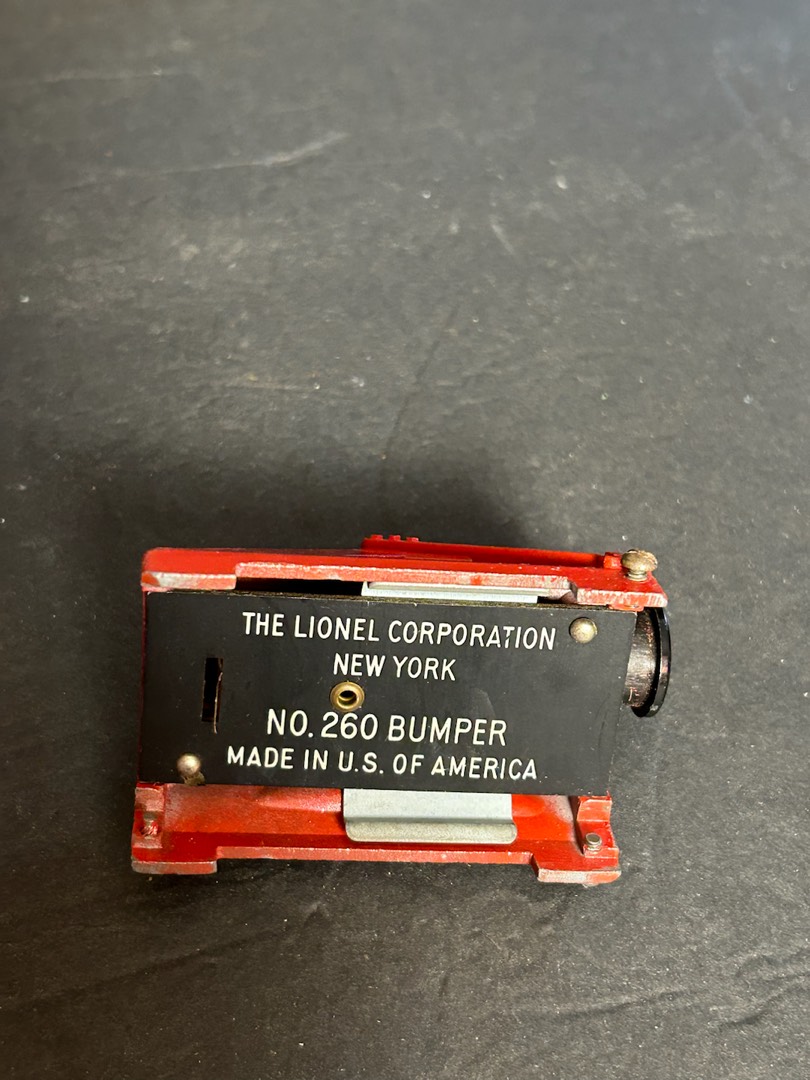 THE LIONEL CORPORATION
NEW YORK
NO. 260 BUMPER
MADE IN U.S. OF AMERICA